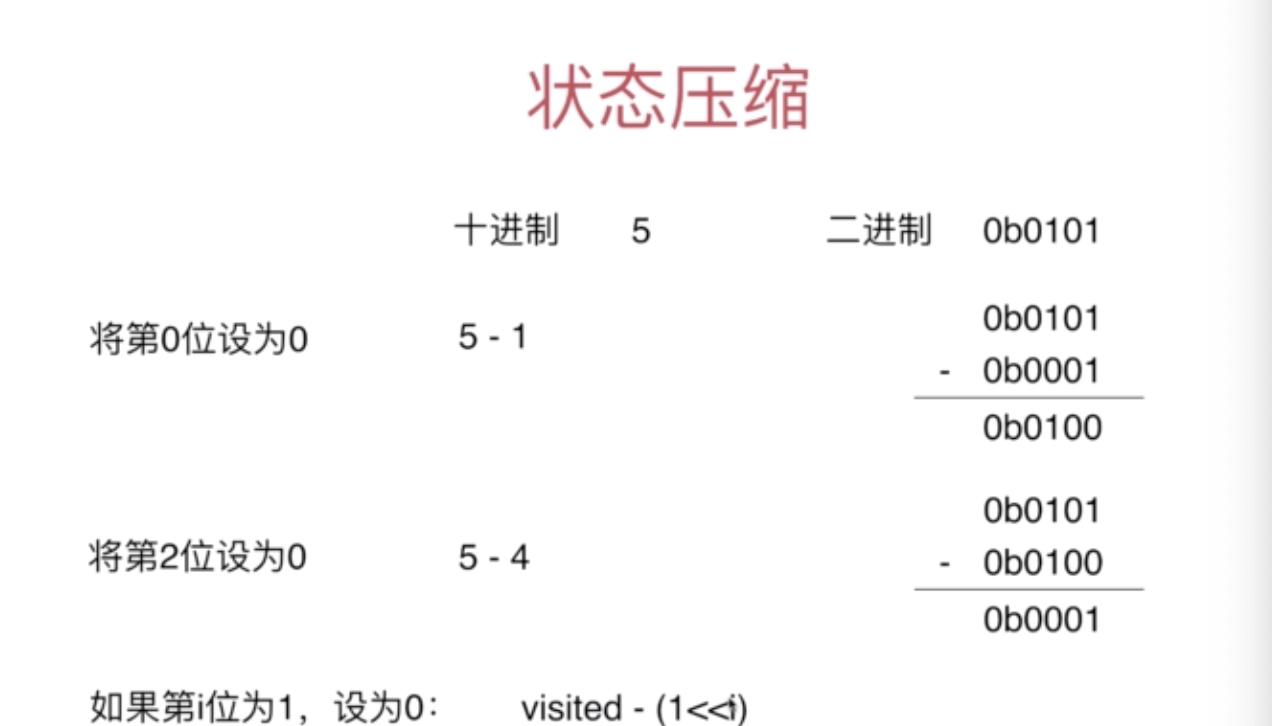 状态压缩
十进制 5 二进制 0b0101
将第0位设为0 5 - 1
0b0101
- 0b0001
0b0100
将第2位设为0 5 - 4
0b0101
- 0b0100
0b0001
如果第i位为1，设为0： visited - (1<<i)